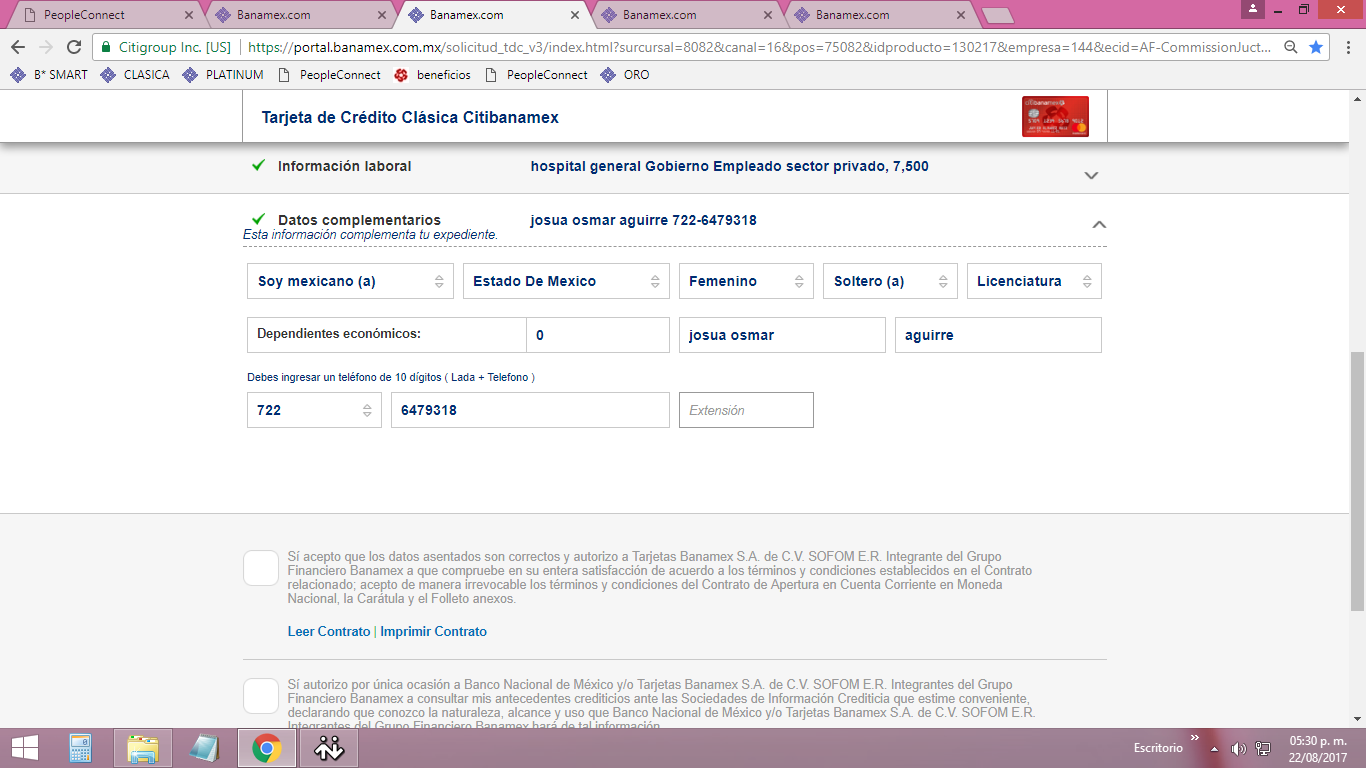 PeopleConnect
Banamex.com
Banamex.com
Banamex.com
Banamex.com
Citigroup Inc. [US] https://portal.banamex.com.mx/solicitud_tdc_v3/index.html?sursursal=8082&canal=16&pos=75082&idproducto=130217&empresa=144&ecid=AF-CommissionJuct...
B* SMART CLASICA PLATINUM PeopleConnect beneficios PeopleConnect ORO
Tarjeta de Crédito Clásica Citibanamex
citibanamex
Información laboral hospital general Gobierno Empleado sector privado, 7,500
Datos complementarios josua osmar aguirre 722-6479318
Esta información complementa tu expediente.
Soy mexicano (a) Estado De Mexico Femenino Soltero (a) Licenciatura
Dependientes económicos: 0 josua osmar aguirre
Debes ingresar un teléfono de 10 dígitos ( Lada + Telefono )
722 6479318 Extensión
Sí acepto que los datos asentados son correctos y autorizo a Tarjetas Banamex S.A. de C.V. SOFOM E.R. Integrante del Grupo
Financiero Banamex a que compruebe en su entera satisfacción de acuerdo a los términos y condiciones establecidos en el Contrato
relacionado; acepto de manera irrevocable los términos y condiciones del Contrato de Apertura en Cuenta Corriente en Moneda
Nacional, la Carátula y el Folleto anexos.
Leer Contrato | Imprimir Contrato
Sí autorizo por única ocasión a Banco Nacional de México y/o Tarjetas Banamex S.A. de C.V. SOFOM E.R. Integrantes del Grupo
Financiero Banamex a consultar mis antecedentes crediticios ante las Sociedades de Información Crediticia que estime conveniente,
declarando que conozco la naturaleza, alcance y uso que Banco Nacional de México y/o Tarjetas Banamex S.A. de C.V. SOFOM E.R.
Integrantes del Grupo Financiero Banamex hará de tal información.
Escritorio » 05:30 p. m.
22/08/2017